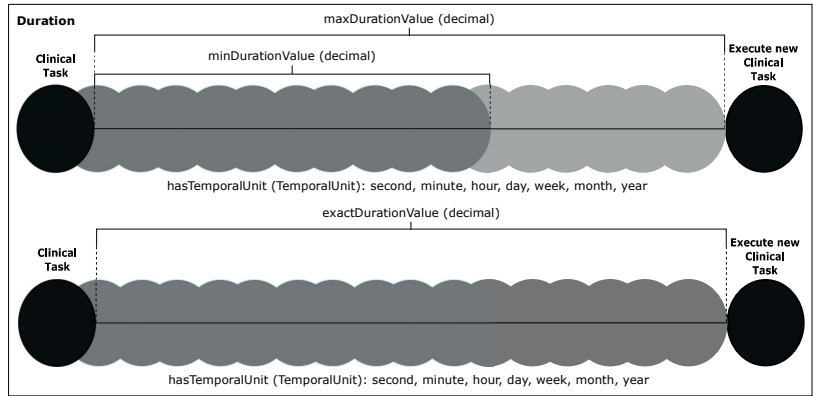 Duration
maxDurationValue (decimal)
minDurationValue (decimal)
Clinical
Task
Execute new
Clinical
Task
hasTemporalUnit (TemporalUnit): second, minute, hour, day, week, month, year
exactDurationValue (decimal)
Clinical
Task
Execute new
Clinical
Task
hasTemporalUnit (TemporalUnit): second, minute, hour, day, week, month, year